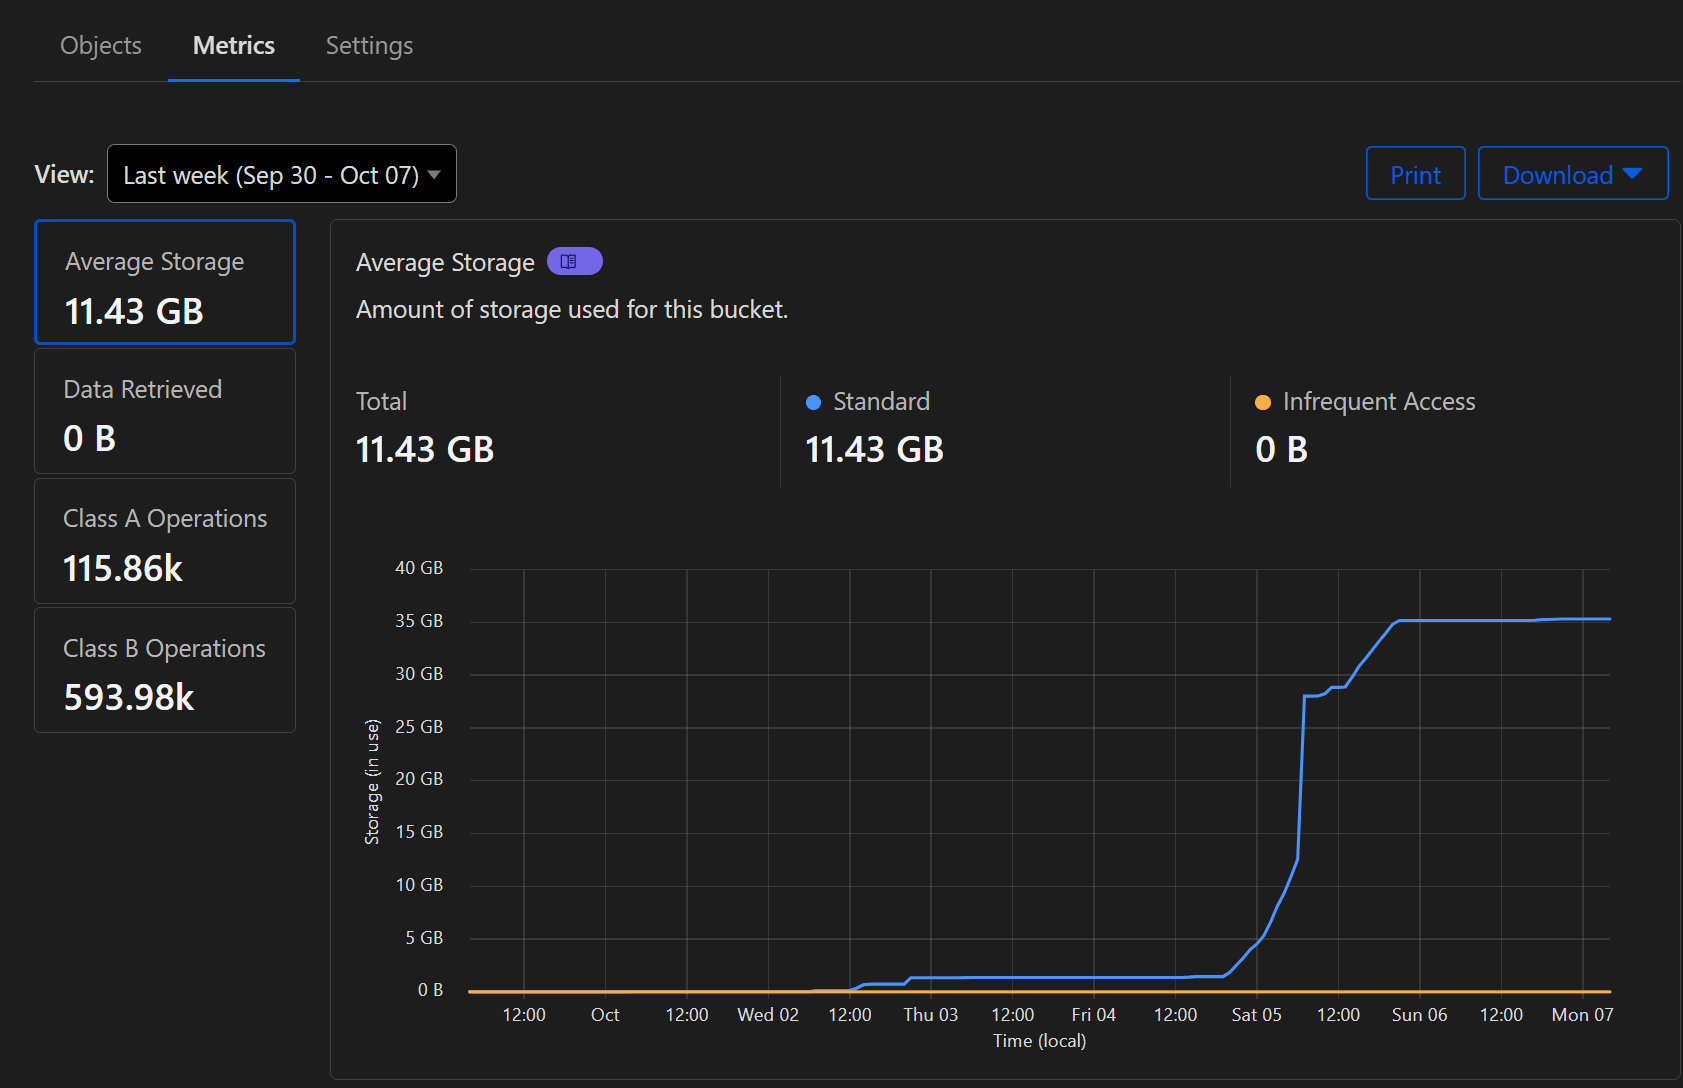 Objects Metrics Settings
View: Last week (Sep 30 - Oct 07) Print Download
Average Storage
11.43 GB
Data Retrieved
0 B
Class A Operations
115.86k
Class B Operations
593.98k
Average Storage
Amount of storage used for this bucket.
Total
11.43 GB
Standard
11.43 GB
Infrequent Access
0 B
Storage (in use)
40 GB
35 GB
30 GB
25 GB
20 GB
15 GB
10 GB
5 GB
0 B
12:00 Oct 12:00 Wed 02 12:00 Thu 03 12:00 Fri 04 12:00 Sat 05 12:00 Sun 06 12:00 Mon 07
Time (local)